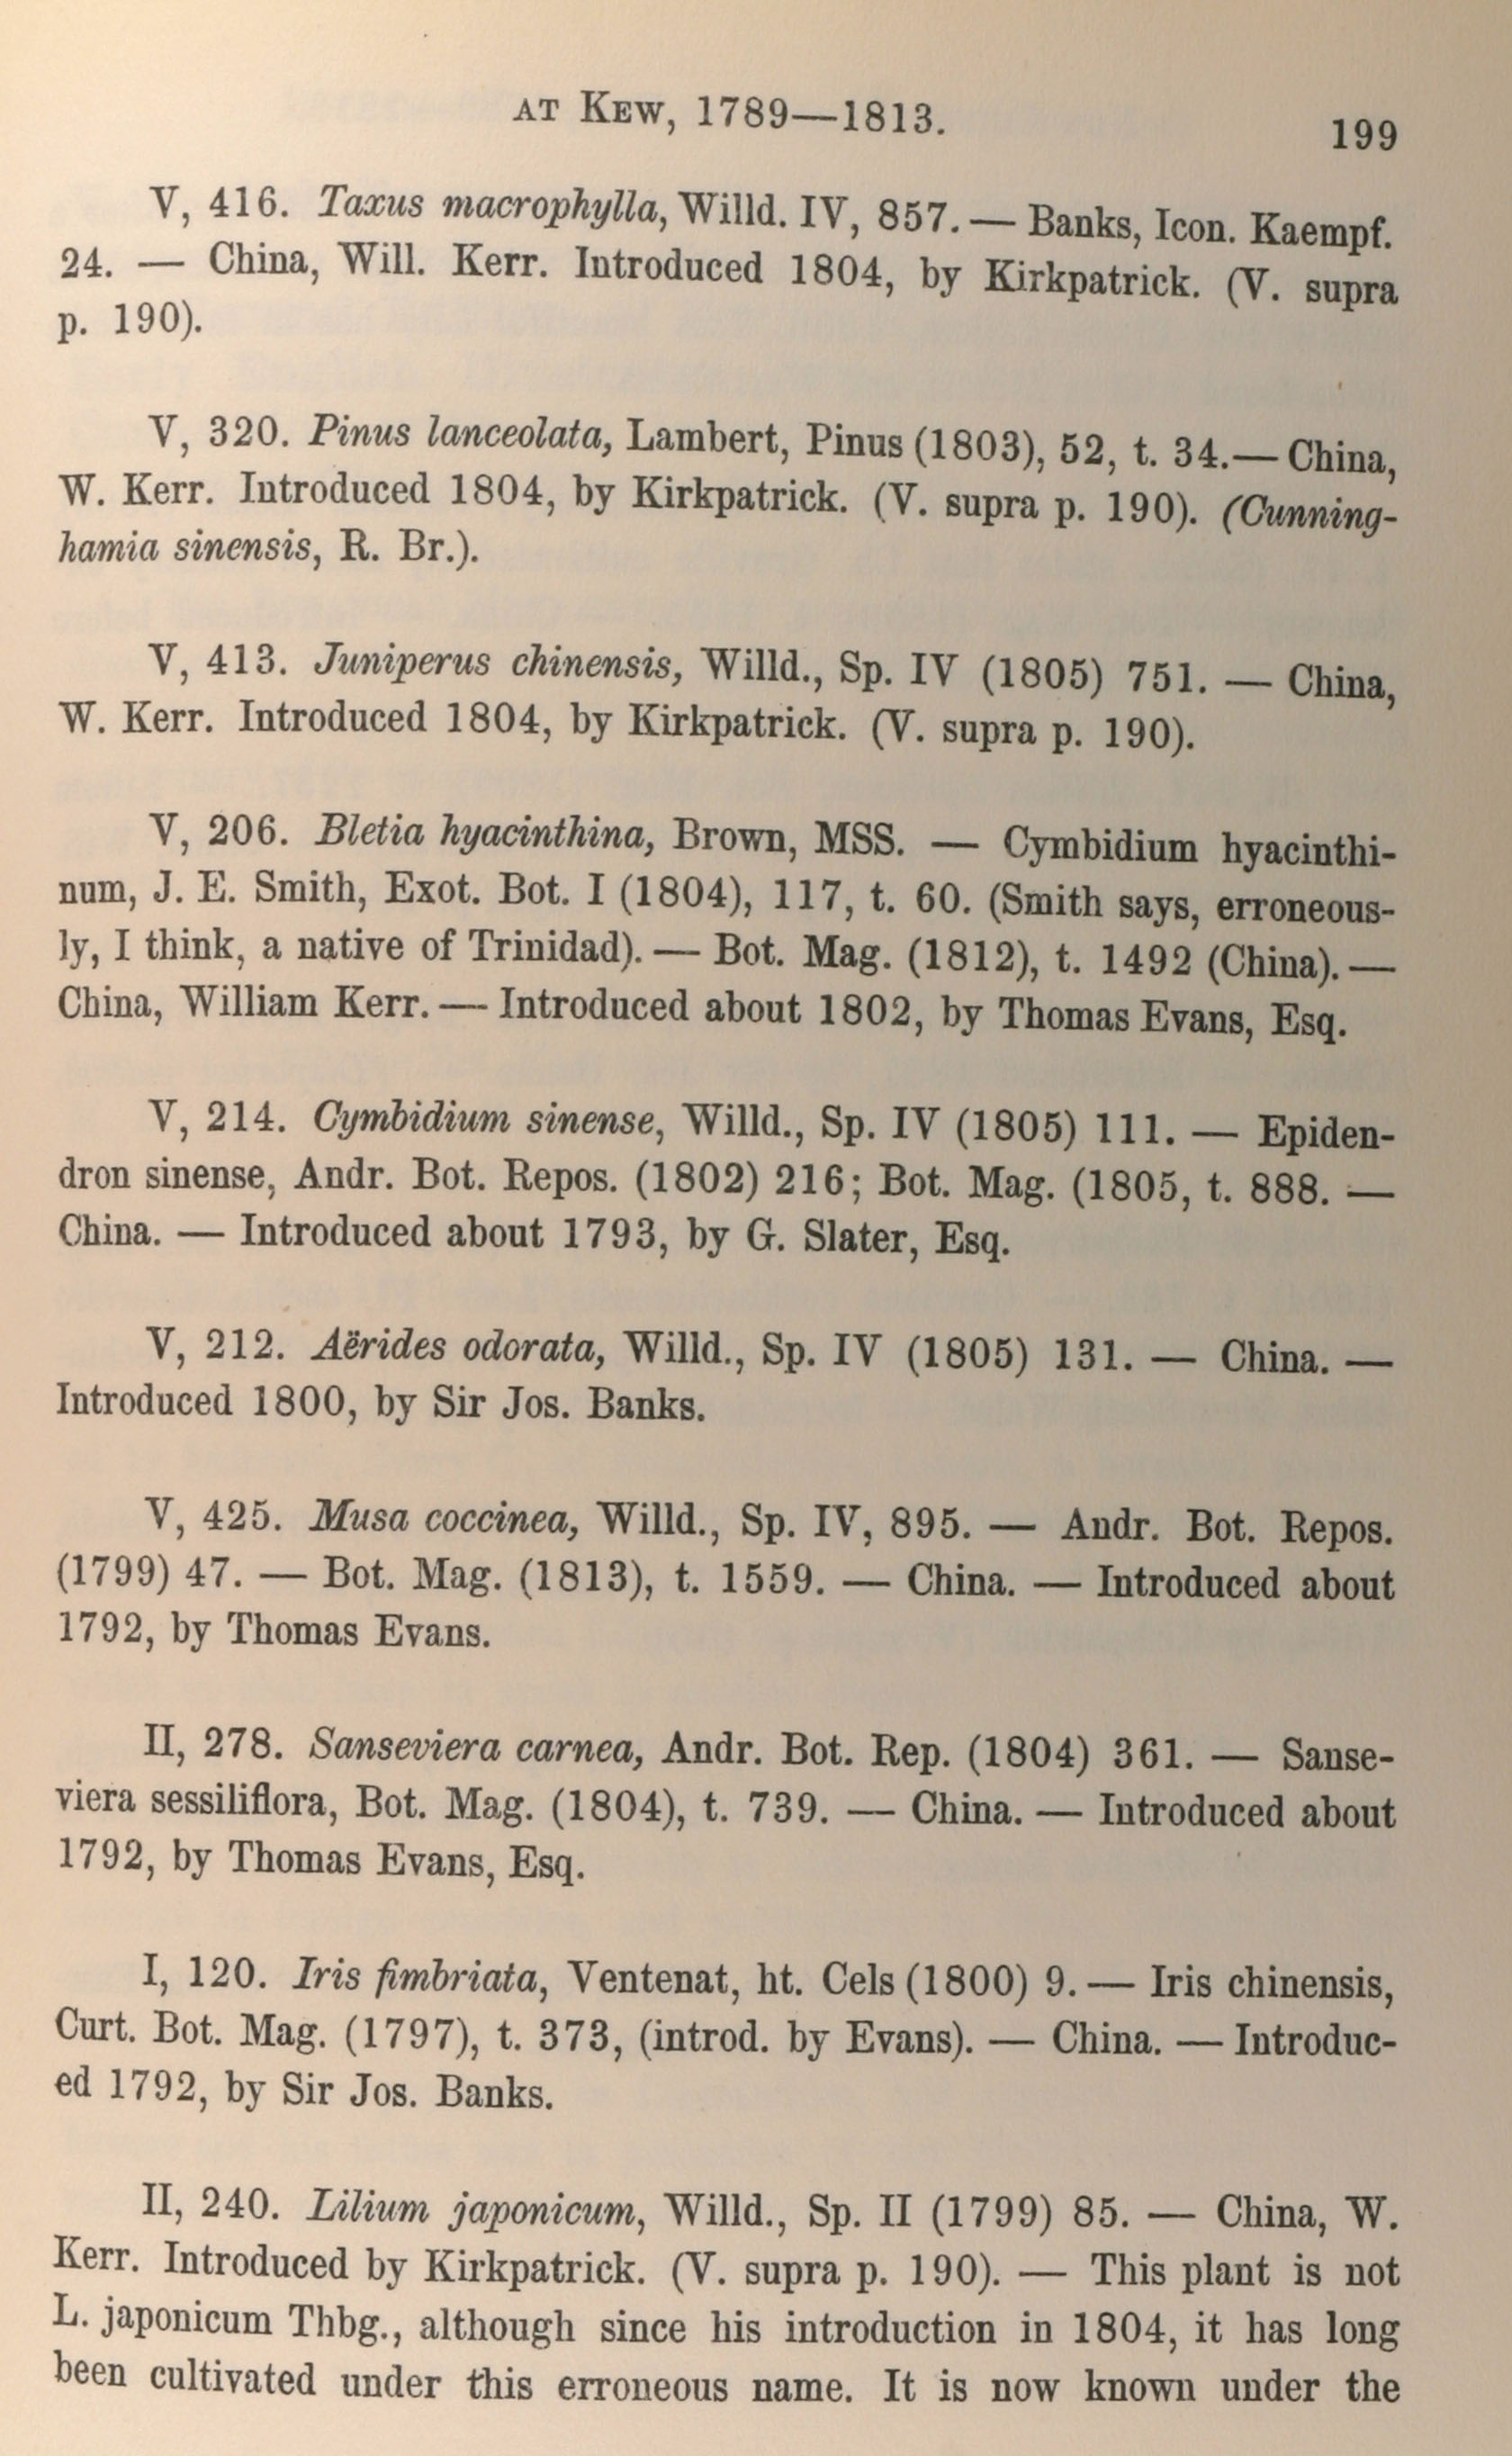 AT KEW, 1789—1813.
199
V, 416. Taxus macrophylla, Willd. IV, 857. — Banks, Icon. Kaempf.
24. — China, Will. Kerr. Introduced 1804, by Kirkpatrick. (V. supra
p. 190).
V, 320. Pinus lanceolata, Lambert, Pinus (1803), 52, t. 34. — China,
W. Kerr. Introduced 1804, by Kirkpatrick. (V. supra p. 190). (Cunning-
hamia sinensis, R. Br.).
V, 413. Juniperus chinensis, Willd., Sp. IV (1805) 751. — China,
W. Kerr. Introduced 1804, by Kirkpatrick. (V. supra p. 190).
V, 206. Bletia hyacinthina, Brown, MSS. — Cymbidium hyacinthi-
num, J. E. Smith, Exot. Bot. I (1804), 117, t. 60. (Smith says, erroneous-
ly, I think, a native of Trinidad). — Bot. Mag. (1812), t. 1492 (China). —
China, William Kerr. — Introduced about 1802, by Thomas Evans, Esq.
V, 214. Cymbidium sinense, Willd., Sp. IV (1805) 111. — Epiden-
dron sinense, Andr. Bot. Repos. (1802) 216; Bot. Mag. (1805, t. 888. —
China. — Introduced about 1793, by G. Slater, Esq.
V, 212. Aërides odorata, Willd., Sp. IV (1805) 131. — China. —
Introduced 1800, by Sir Jos. Banks.
V, 425. Musa coccinea, Willd., Sp. IV, 895. — Andr. Bot. Repos.
(1799) 47. — Bot. Mag. (1813), t. 1559. — China. — Introduced about
1792, by Thomas Evans.
II, 278. Sanseviera carnea, Andr. Bot. Rep. (1804) 361. — Sanse-
viera sessiliflora, Bot. Mag. (1804), t. 739. — China. — Introduced about
1792, by Thomas Evans, Esq.
I, 120. Iris fimbriata, Ventenat, ht. Cels (1800) 9. — Iris chinensis,
Curt. Bot. Mag. (1797), t. 373, (introd. by Evans). — China. — Introduc-
ed 1792, by Sir Jos. Banks.
II, 240. Lilium japonicum, Willd., Sp. II (1799) 85. — China, W.
Kerr. Introduced by Kirkpatrick. (V. supra p. 190). — This plant is not
L. japonicum Thbg., although since his introduction in 1804, it has long
been cultivated under this erroneous name. It is now known under the